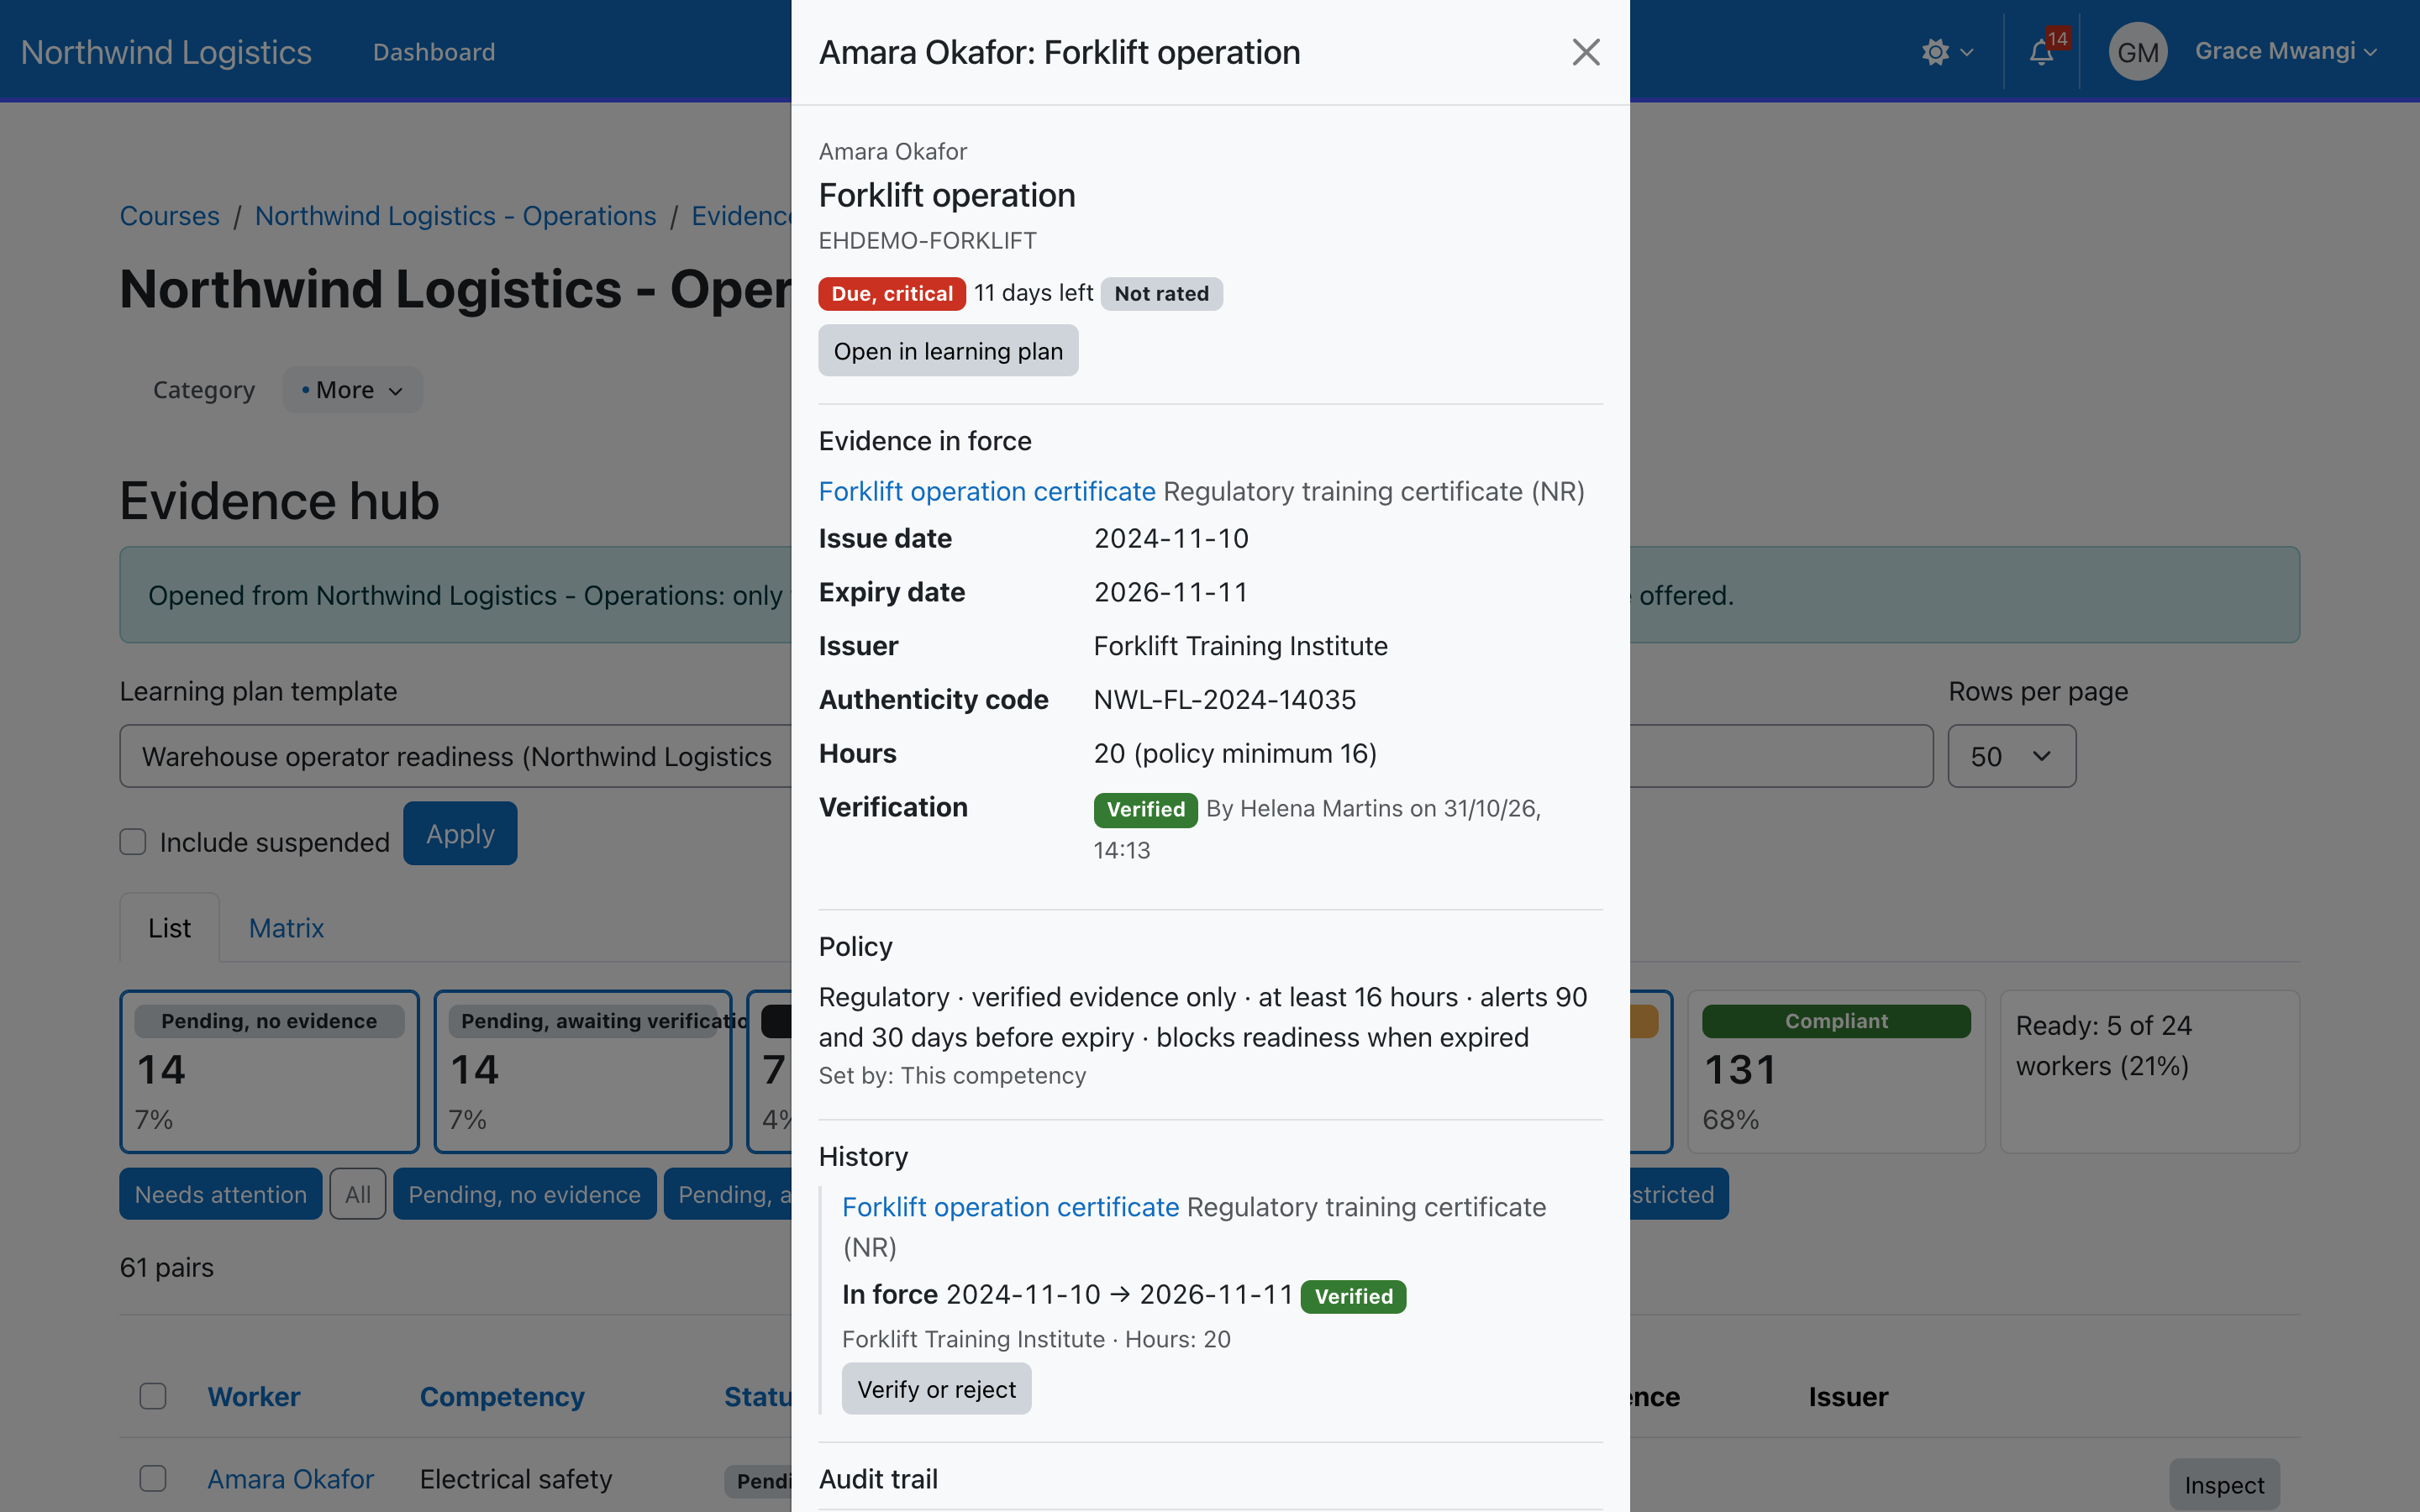 Northwind Logistics
Dashboard
14
GM
Grace Mwangi
Amara Okafor: Forklift operation
Courses / Northwind Logistics - Operations / Evidence
Northwind Logistics - Oper
Category
• More
Evidence hub
Opened from Northwind Logistics - Operations: only
offered.
Learning plan template
Rows per page
Warehouse operator readiness (Northwind Logistics
50
Include suspended
Apply
List
Matrix
Pending, no evidence
14
7%
Pending, awaiting verificatio
14
7%
7
4%
Compliant
131
68%
Ready: 5 of 24
workers (21%)
Needs attention
All
Pending, no evidence
Pending, a
stricted
61 pairs
Worker
Competency
Statu
nce
Issuer
Amara Okafor
Electrical safety
Pendi
Inspect
Amara Okafor
Forklift operation
EHDEMO-FORKLIFT
Due, critical 11 days left Not rated
Open in learning plan
Evidence in force
Forklift operation certificate Regulatory training certificate (NR)
Issue date 2024-11-10
Expiry date 2026-11-11
Issuer Forklift Training Institute
Authenticity code NWL-FL-2024-14035
Hours 20 (policy minimum 16)
Verification Verified By Helena Martins on 31/10/26,
14:13
Policy
Regulatory · verified evidence only · at least 16 hours · alerts 90
and 30 days before expiry · blocks readiness when expired
Set by: This competency
History
Forklift operation certificate Regulatory training certificate
(NR)
In force 2024-11-10 → 2026-11-11 Verified
Forklift Training Institute · Hours: 20
Verify or reject
Audit trail